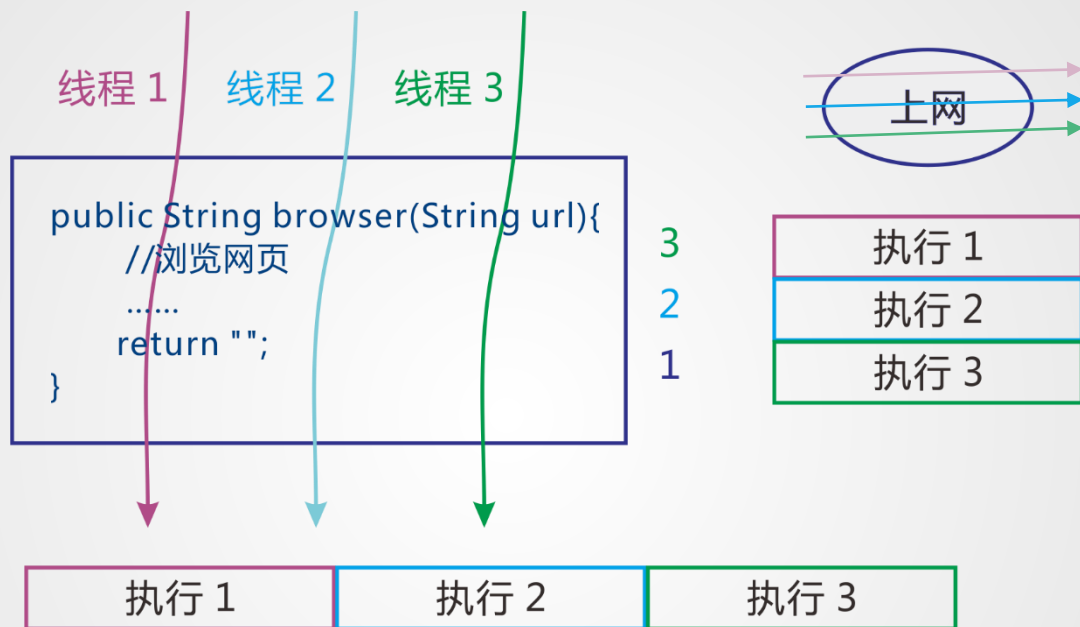 线程 1
线程 2
线程 3
上网
public String browser(String url){
//浏览网页
......
return "";
}
3
2
1
执行 1
执行 2
执行 3
执行 1
执行 2
执行 3